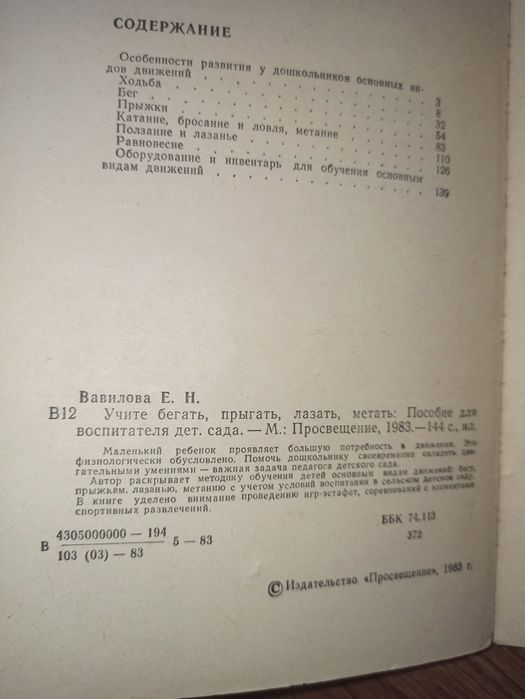 СОДЕРЖАНИЕ
Особенности развития у дошкольников основных ви-
дов движений . . . . . . . . . . . . 3
Ходьба . . . . . . . . . . . . . . 8
Бег . . . . . . . . . . . . . . . 32
Прыжки . . . . . . . . . . . . . . 54
Катание, бросание и ловля, метание . . . . . 83
Ползание и лазанье . . . . . . . . . . 110
Равновесие . . . . . . . . . . . . . 126
Оборудование и инвентарь для обучения основным
видам движений . . . . . . . . . . . 139
Вавилова Е. Н.
В12 Учите бегать, прыгать, лазать, метать: Пособие для
воспитателя дет. сада. — М.: Просвещение, 1983.—144 с., ил.
Маленький ребенок проявляет большую потребность в движении. Это
физиологически обусловлено. Помочь дошкольнику своевременно овладеть дви-
гательными умениями — важная задача педагога детского сада.
Автор раскрывает методику обучения детей основным видам движений: бегу,
прыжкам, лазанью, метанию с учетом условий воспитания в сельском детском саду.
В книге уделено внимание проведению игр-эстафет, соревнований с элементами
спортивных развлечений.
В 4305000000 — 194 5 — 83
103 (03) — 83
ББК 74.113
372
© Издательство «Просвещение», 1983 г.